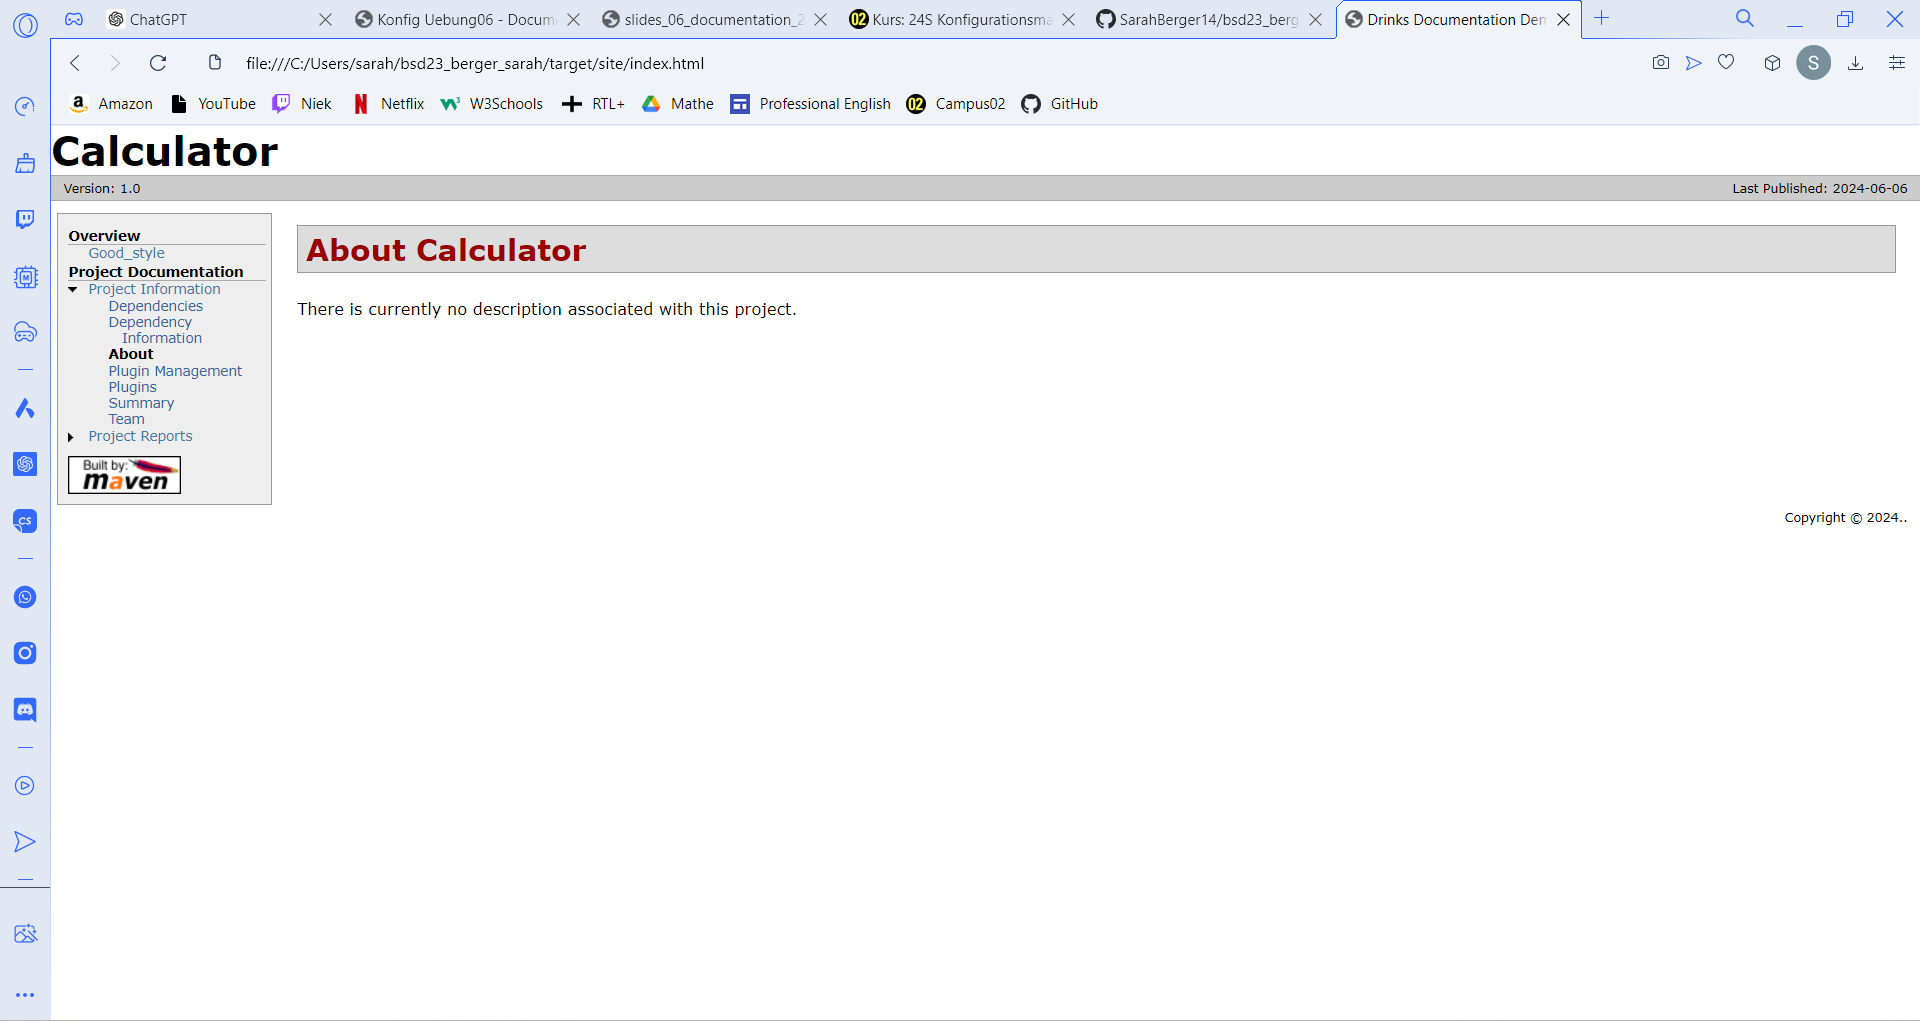 ChatGPT
Konfig Uebung06 - Docum
slides_06_documentation_2
02 Kurs: 24S Konfigurationsma
SarahBerger14/bsd23_berg
Drinks Documentation Den
file:///C:/Users/sarah/bsd23_berger_sarah/target/site/index.html
S
Amazon YouTube Niek Netflix W3Schools RTL+ Mathe Professional English 02 Campus02 GitHub
Calculator
Version: 1.0
Last Published: 2024-06-06
Overview
Good_style
Project Documentation
Project Information
Dependencies
Dependency
Information
About
Plugin Management
Plugins
Summary
Team
Project Reports
Built by:
maven
About Calculator
There is currently no description associated with this project.
Copyright © 2024..
CS